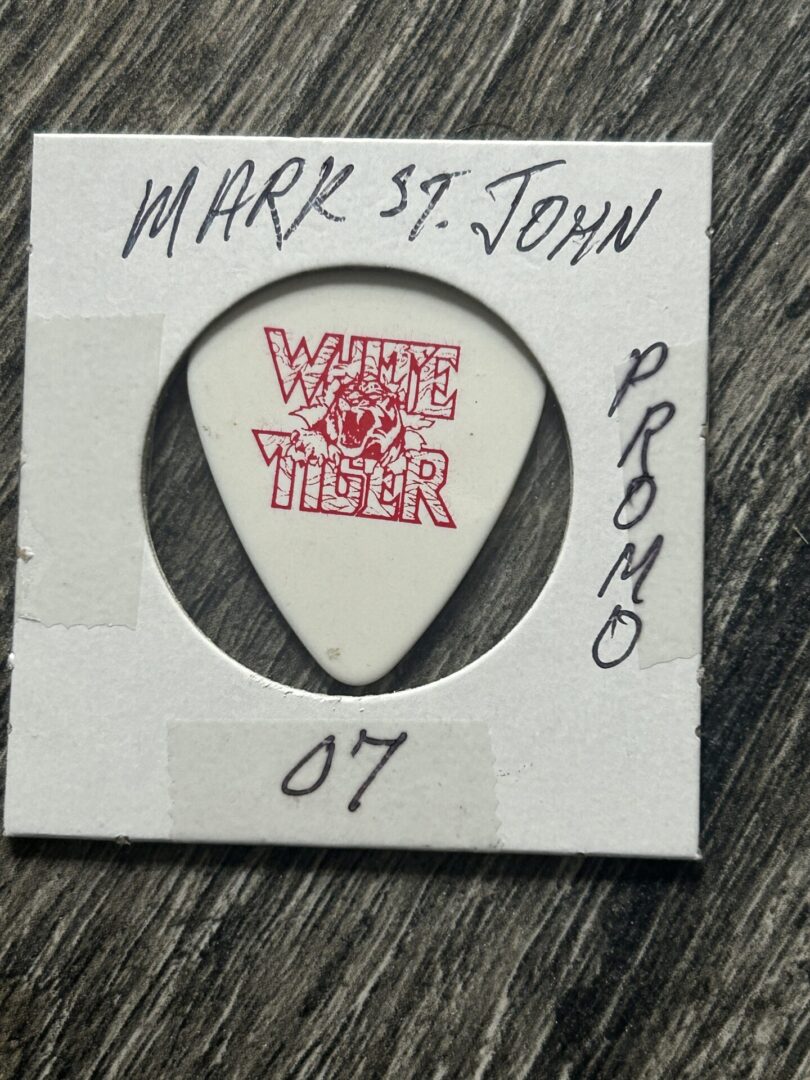 MARK ST. JOHN
WHITE
TIGER
PROMO
07